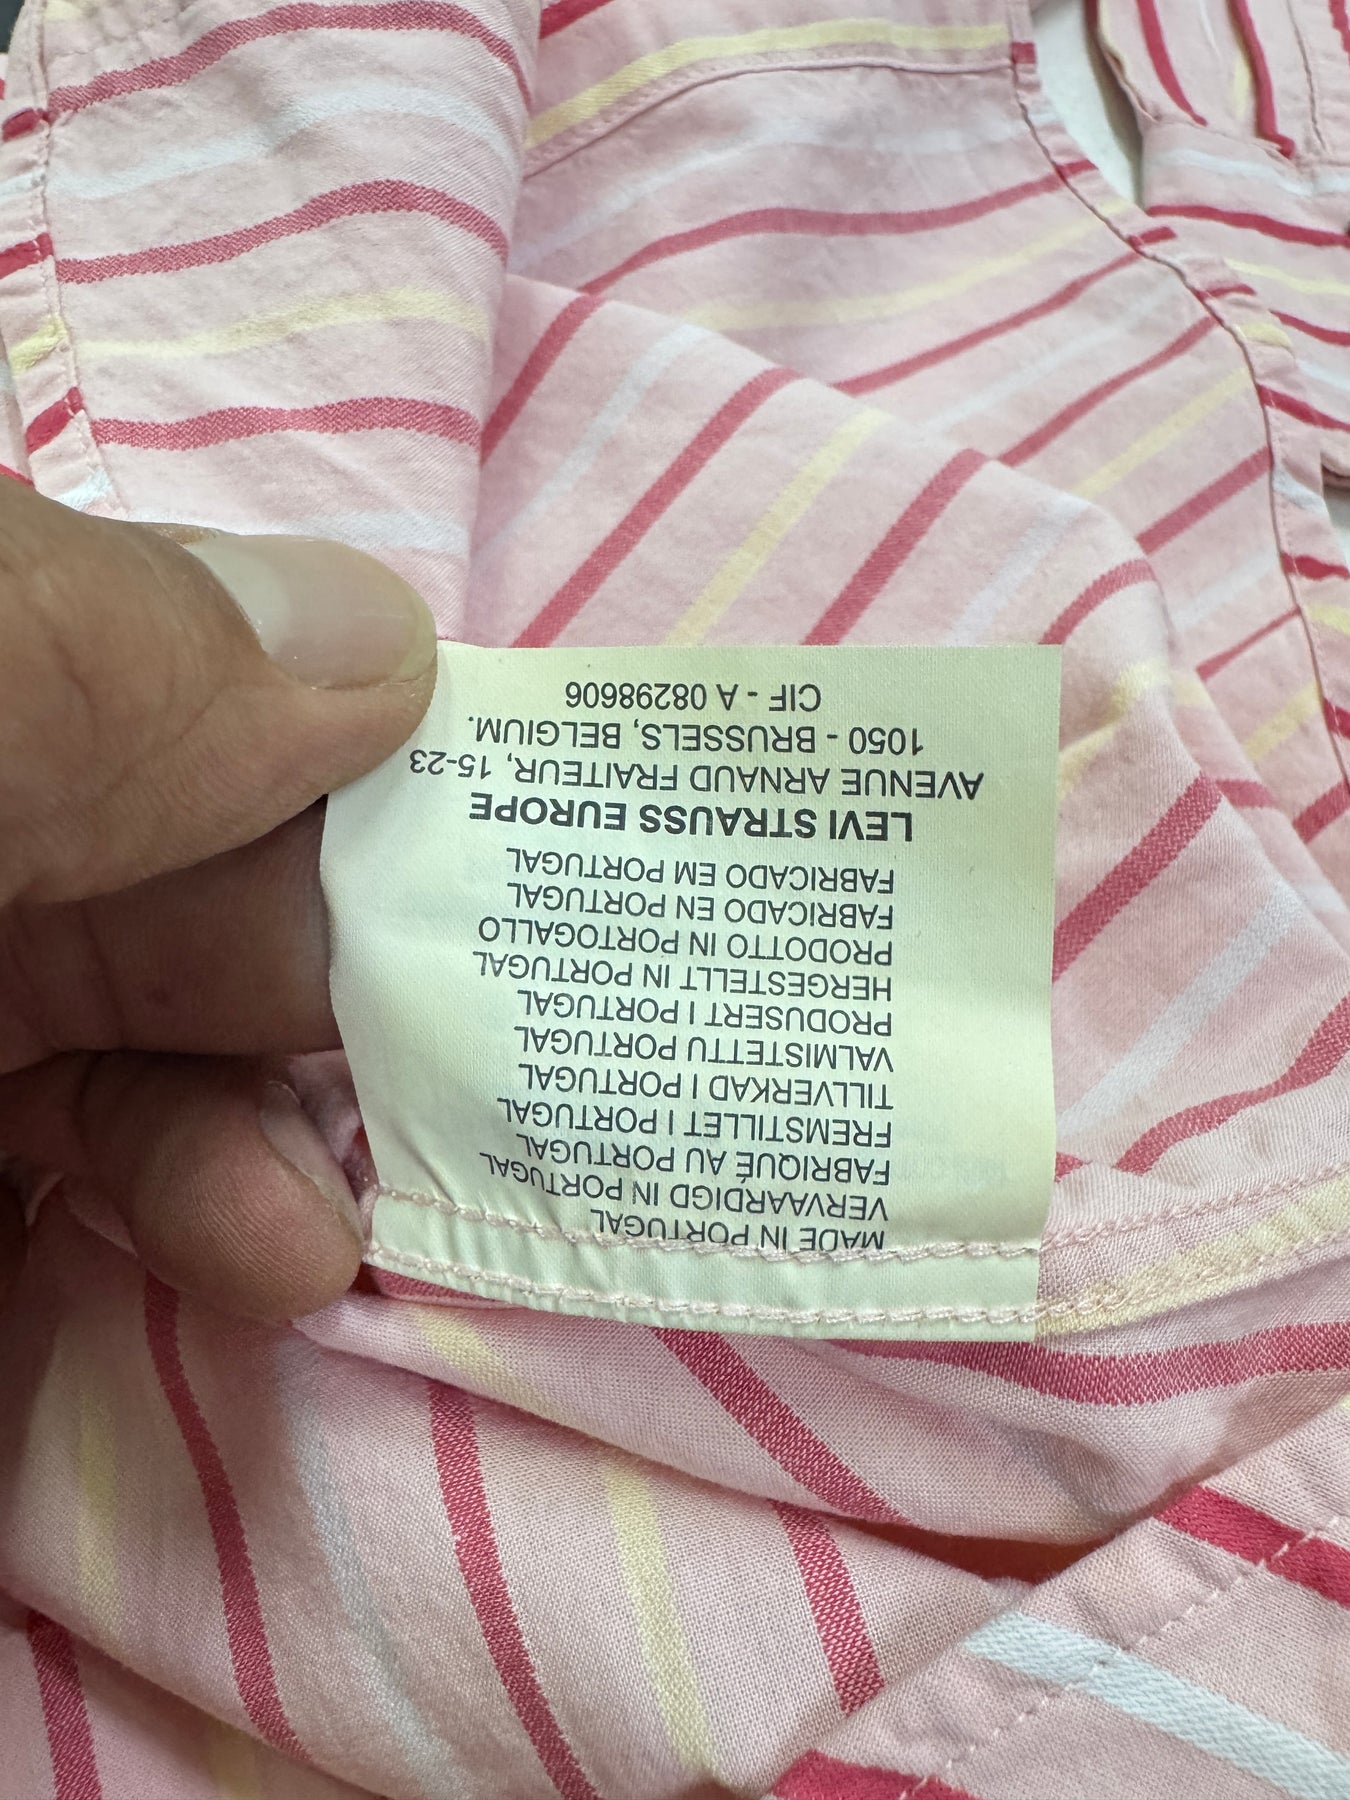 MADE IN PORTUGAL
VERVAARDIGD IN PORTUGAL
FABRIQUÉ AU PORTUGAL
FREMSTILLET I PORTUGAL
TILLVERKAD I PORTUGAL
VALMISTETTU PORTUGAL
PRODUSERT I PORTUGAL
HERGESTELLT IN PORTUGAL
PRODOTTO IN PORTOGALLO
FABRICADO EN PORTUGAL
FABRICADO EM PORTUGAL
LEVI STRAUSS EUROPE
AVENUE ARNAUD FRAITEUR, 15-23
1050 - BRUSSELS, BELGIUM.
CIF - A 08298606